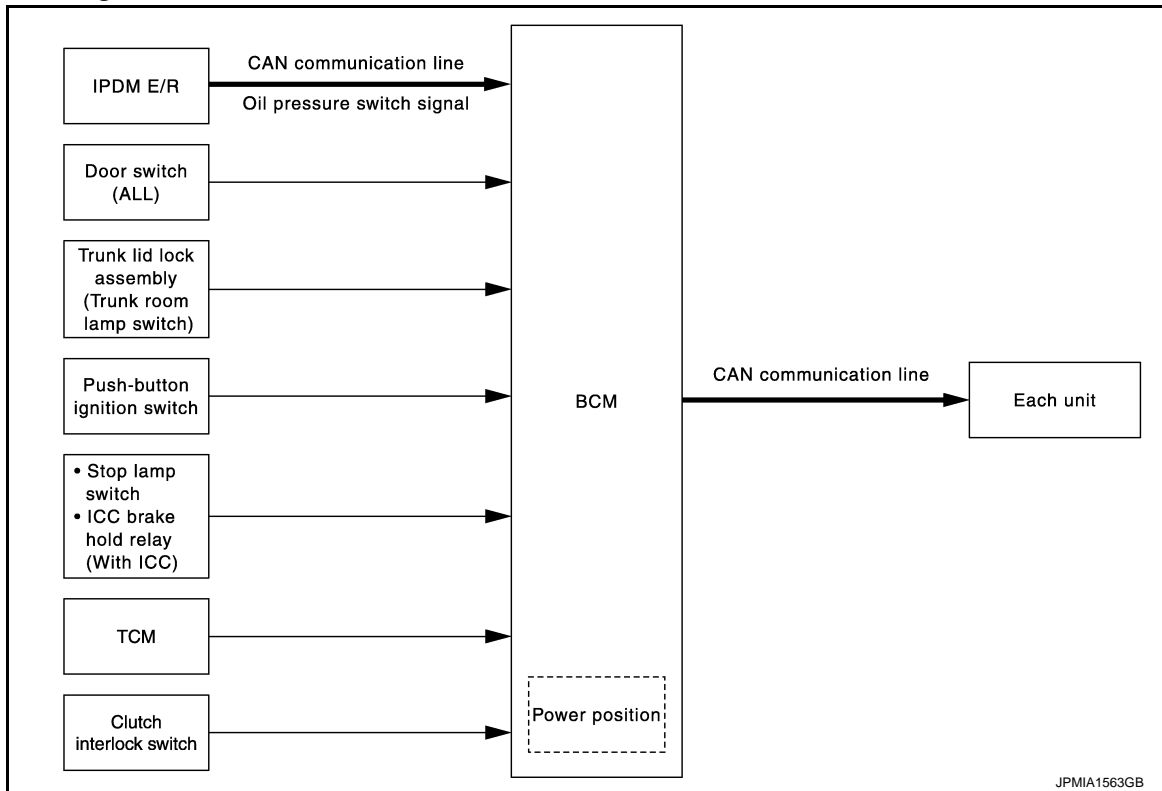 IPDM E/R
CAN communication line
Oil pressure switch signal
Door switch
(ALL)
Trunk lid lock
assembly
(Trunk room
lamp switch)
Push-button
ignition switch
• Stop lamp
switch
• ICC brake
hold relay
(With ICC)
TCM
Clutch
interlock switch
BCM
Power position
CAN communication line
Each unit
JPMIA1563GB